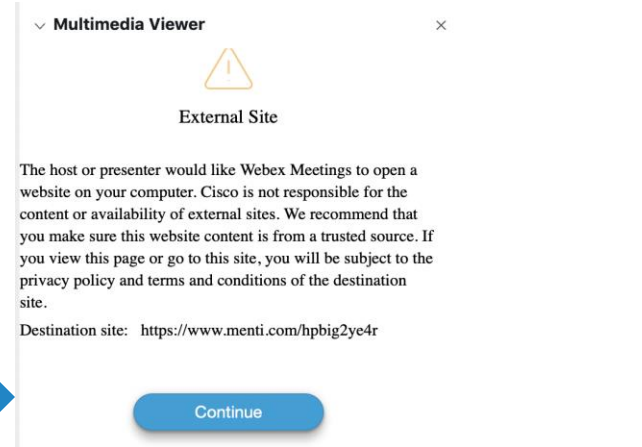 Multimedia Viewer
External Site
The host or presenter would like Webex Meetings to open a
website on your computer. Cisco is not responsible for the
content or availability of external sites. We recommend that
you make sure this website content is from a trusted source. If
you view this page or go to this site, you will be subject to the
privacy policy and terms and conditions of the destination
site.
Destination site: https://www.menti.com/hpbig2ye4r
Continue